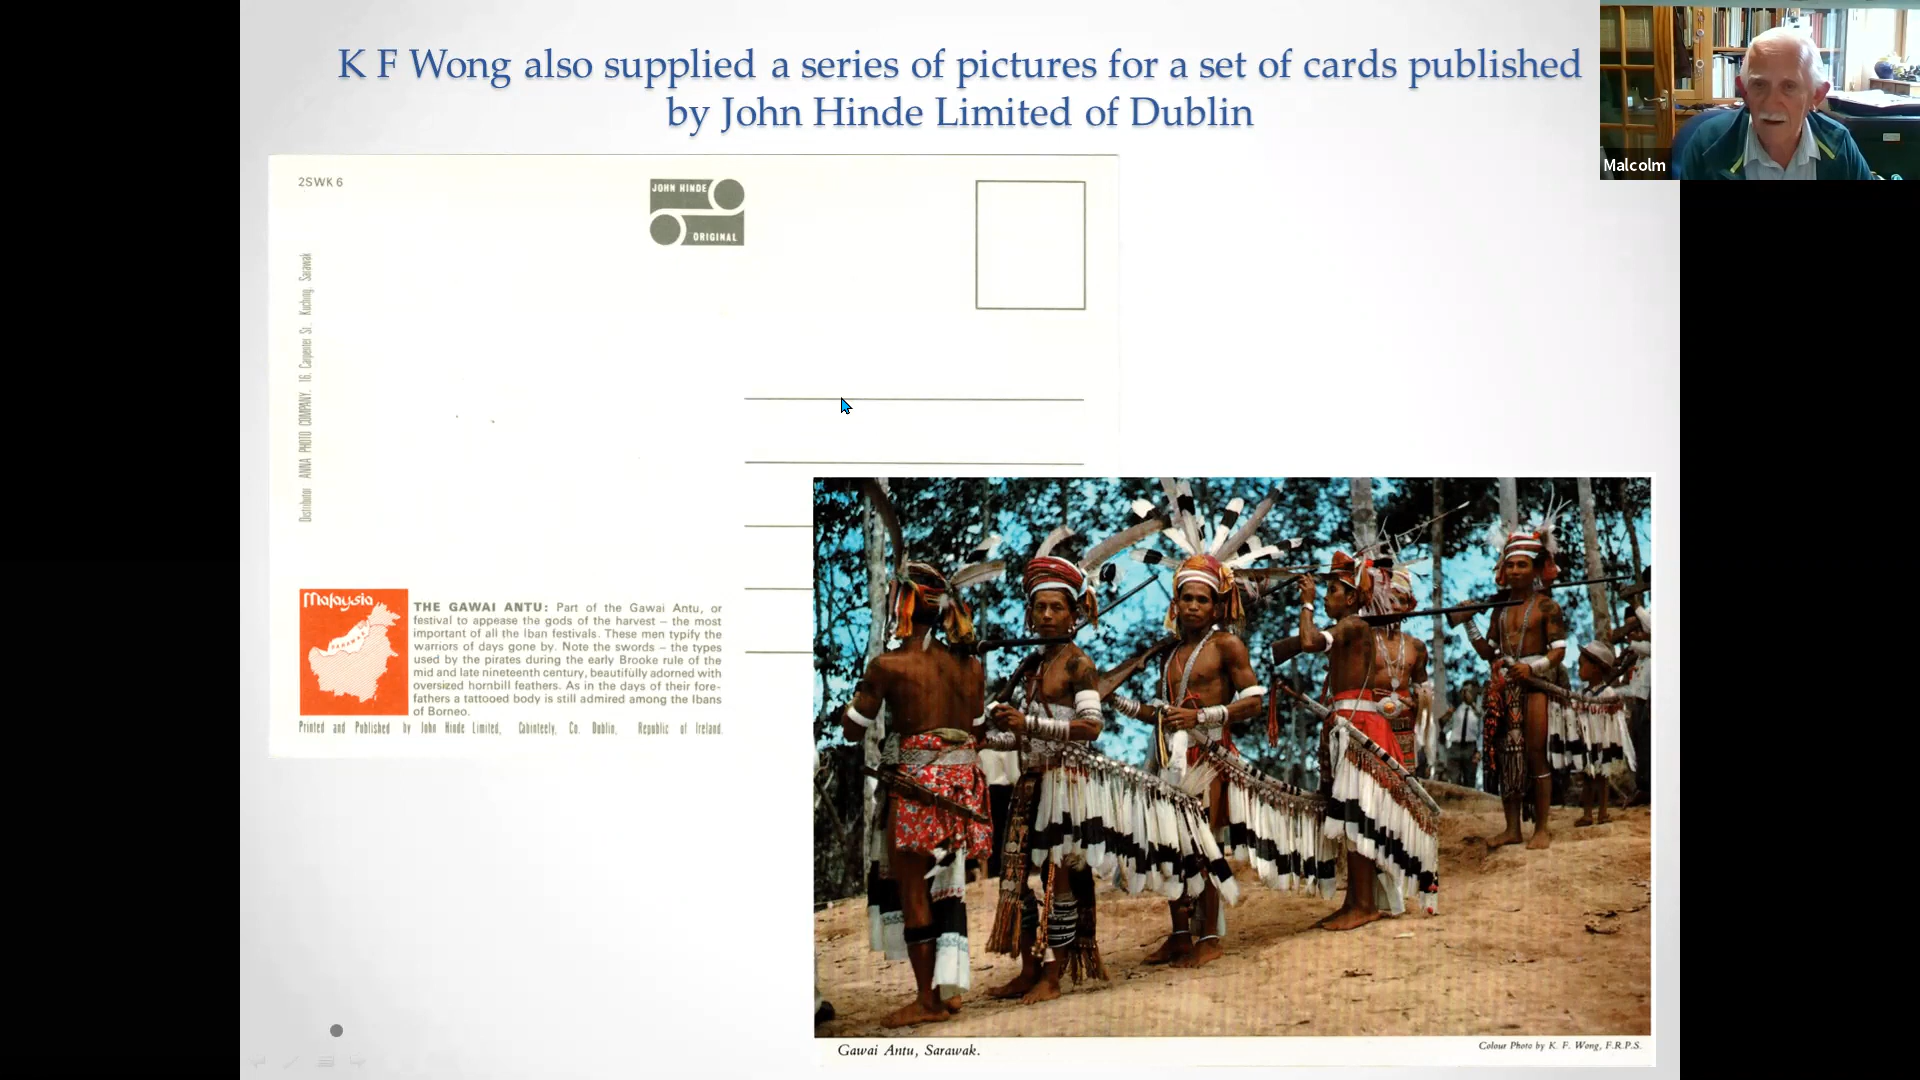 K F Wong also supplied a series of pictures for a set of cards published
by John Hinde Limited of Dublin
Malcolm
2SWK 6
JOHN HINDE
ORIGINAL
Distributor ANNA PHOTO COMPANY, 16, Carpenter St., Kuching, Sarawak
Malaysia
SARAWAK
THE GAWAI ANTU: Part of the Gawai Antu, or
festival to appease the gods of the harvest – the most
important of all the Iban festivals. These men typify the
warriors of days gone by. Note the swords – the types
used by the pirates during the early Brooke rule of the
mid and late nineteenth century, beautifully adorned with
oversized hornbill feathers. As in the days of their fore-
fathers a tattooed body is still admired among the Ibans
of Borneo.
Printed and Published by John Hinde Limited, Cabinteely, Co. Dublin, Republic of Ireland.
Gawai Antu, Sarawak.
Colour Photo by K. F. Wong, F.R.P.S.